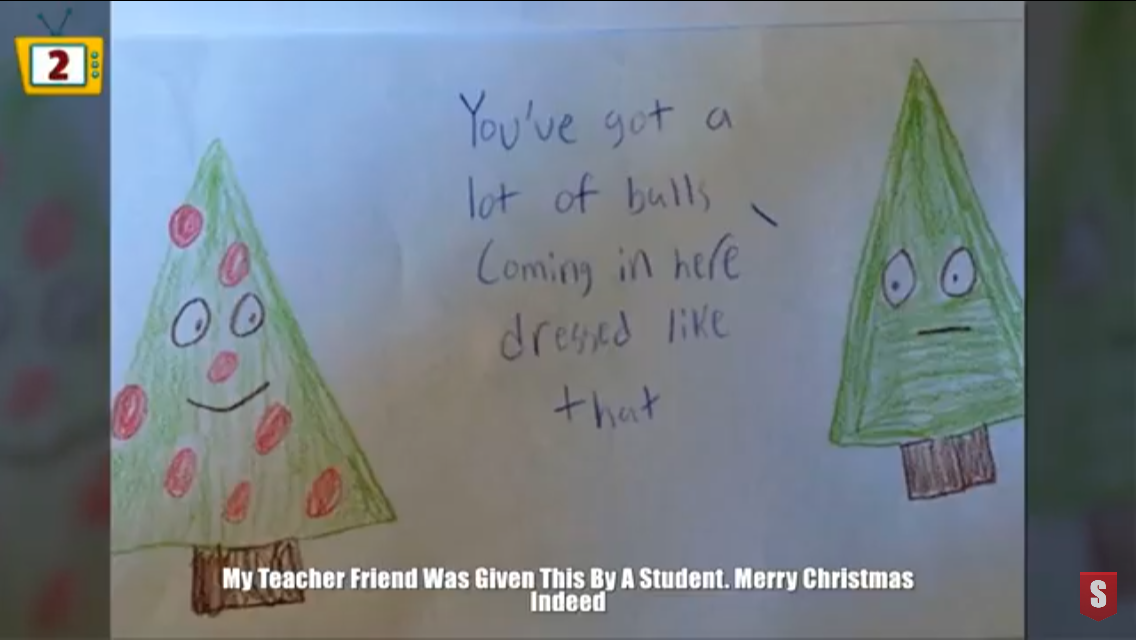 2
You've got a
lot of balls
Coming in here
dressed like
that
My Teacher Friend Was Given This By A Student. Merry Christmas
Indeed
S